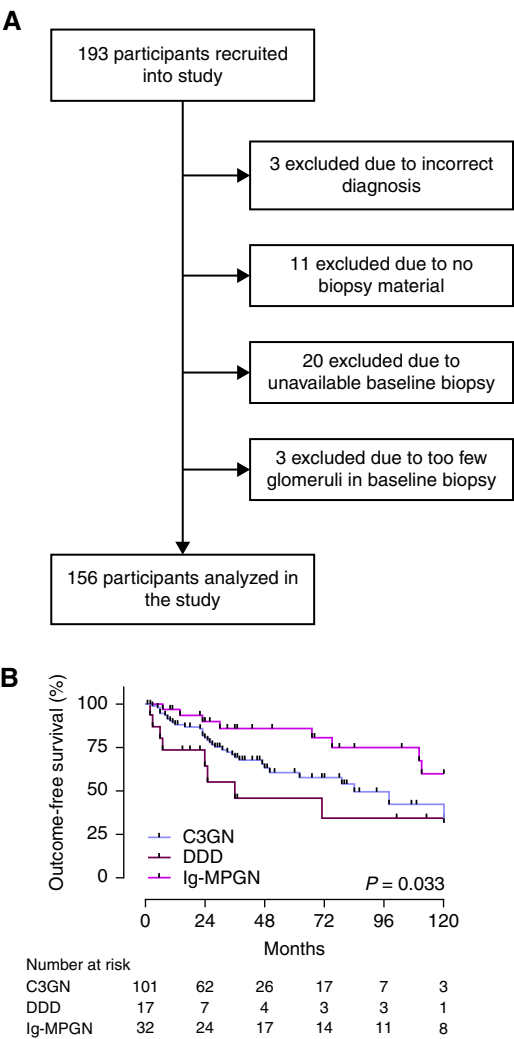 A
193 participants recruited
into study
3 excluded due to incorrect
diagnosis
11 excluded due to no
biopsy material
20 excluded due to
unavailable baseline biopsy
3 excluded due to too few
glomeruli in baseline biopsy
156 participants analyzed in
the study
B
Outcome-free survival (%)
100
75
50
25
0
C3GN
DDD
Ig-MPGN
P = 0.033
0 24 48 72 96 120
Months
Number at risk
C3GN 101 62 26 17 7 3
DDD 17 7 4 3 3 1
Ig-MPGN 32 24 17 14 11 8